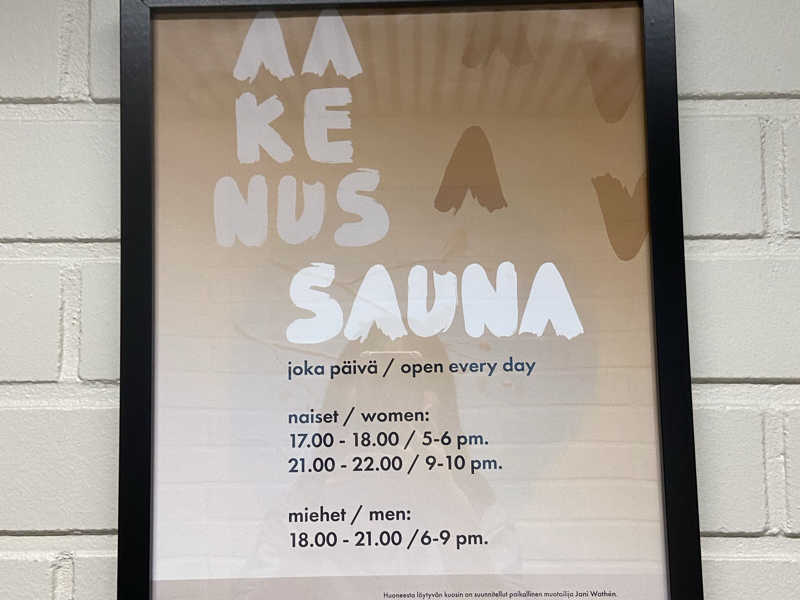 AA
KE
NUS
SAUNA
joka päivä / open every day
naiset / women:
17.00 - 18.00 / 5-6 pm.
21.00 - 22.00 / 9-10 pm.
miehet / men:
18.00 - 21.00 /6-9 pm.
Huoneesta löytyvän kuosin on suunnitellut paikallinen muotoilija Jani Wathén.